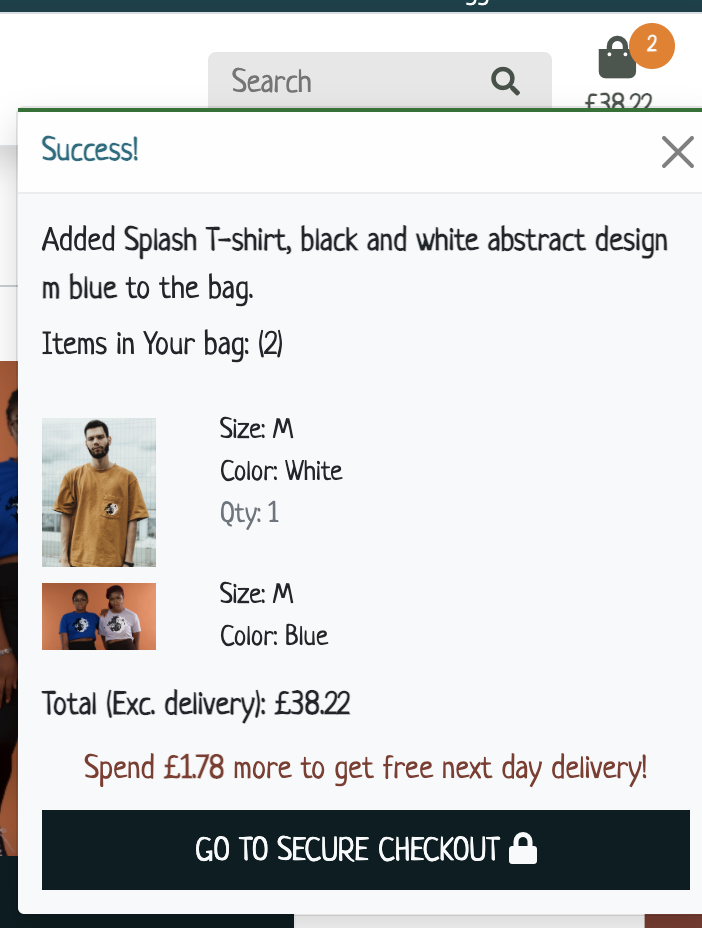 Search
2
£38.22
Success!
Added Splash T-shirt, black and white abstract design
m blue to the bag.
Items in Your bag: (2)
Size: M
Color: White
Qty: 1
Size: M
Color: Blue
Total (Exc. delivery): £38.22
Spend £1.78 more to get free next day delivery!
GO TO SECURE CHECKOUT